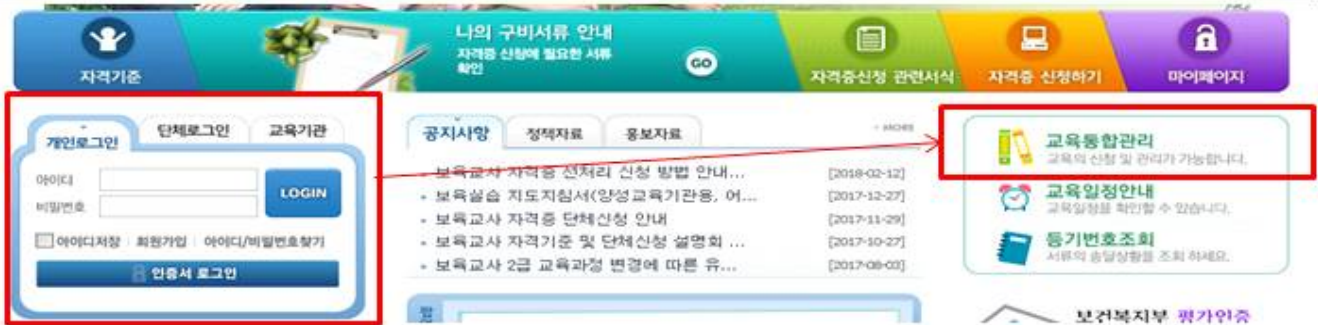 자격기준
나의 구비서류 안내
자격증 신청에 필요한 서류
확인
GO
자격증신청 관련서식
자격증 신청하기
마이페이지
개인로그인
단체로그인
교육기관
아이디
비밀번호
LOGIN
아이디저장 회원가입 아이디/비밀번호찾기
인증서 로그인
공지사항
정책자료
홍보자료
+ MORE
보육교사 자격증 선처리 신청 방법 안내... [2018-02-12]
보육실습 지도지침서(양성교육기관용, 어... [2017-12-27]
보육교사 자격증 단체신청 안내 [2017-11-29]
보육교사 자격기준 및 단체신청 설명회 ... [2017-10-27]
보육교사 2급 교육과정 변경에 따른 유... [2017-08-03]
교육통합관리
교육의 신청 및 관리가 가능합니다.
교육일정안내
교육일정을 확인할 수 있습니다.
등기번호조회
서류의 송달상황을 조회 하세요.
보건복지부 평가인증